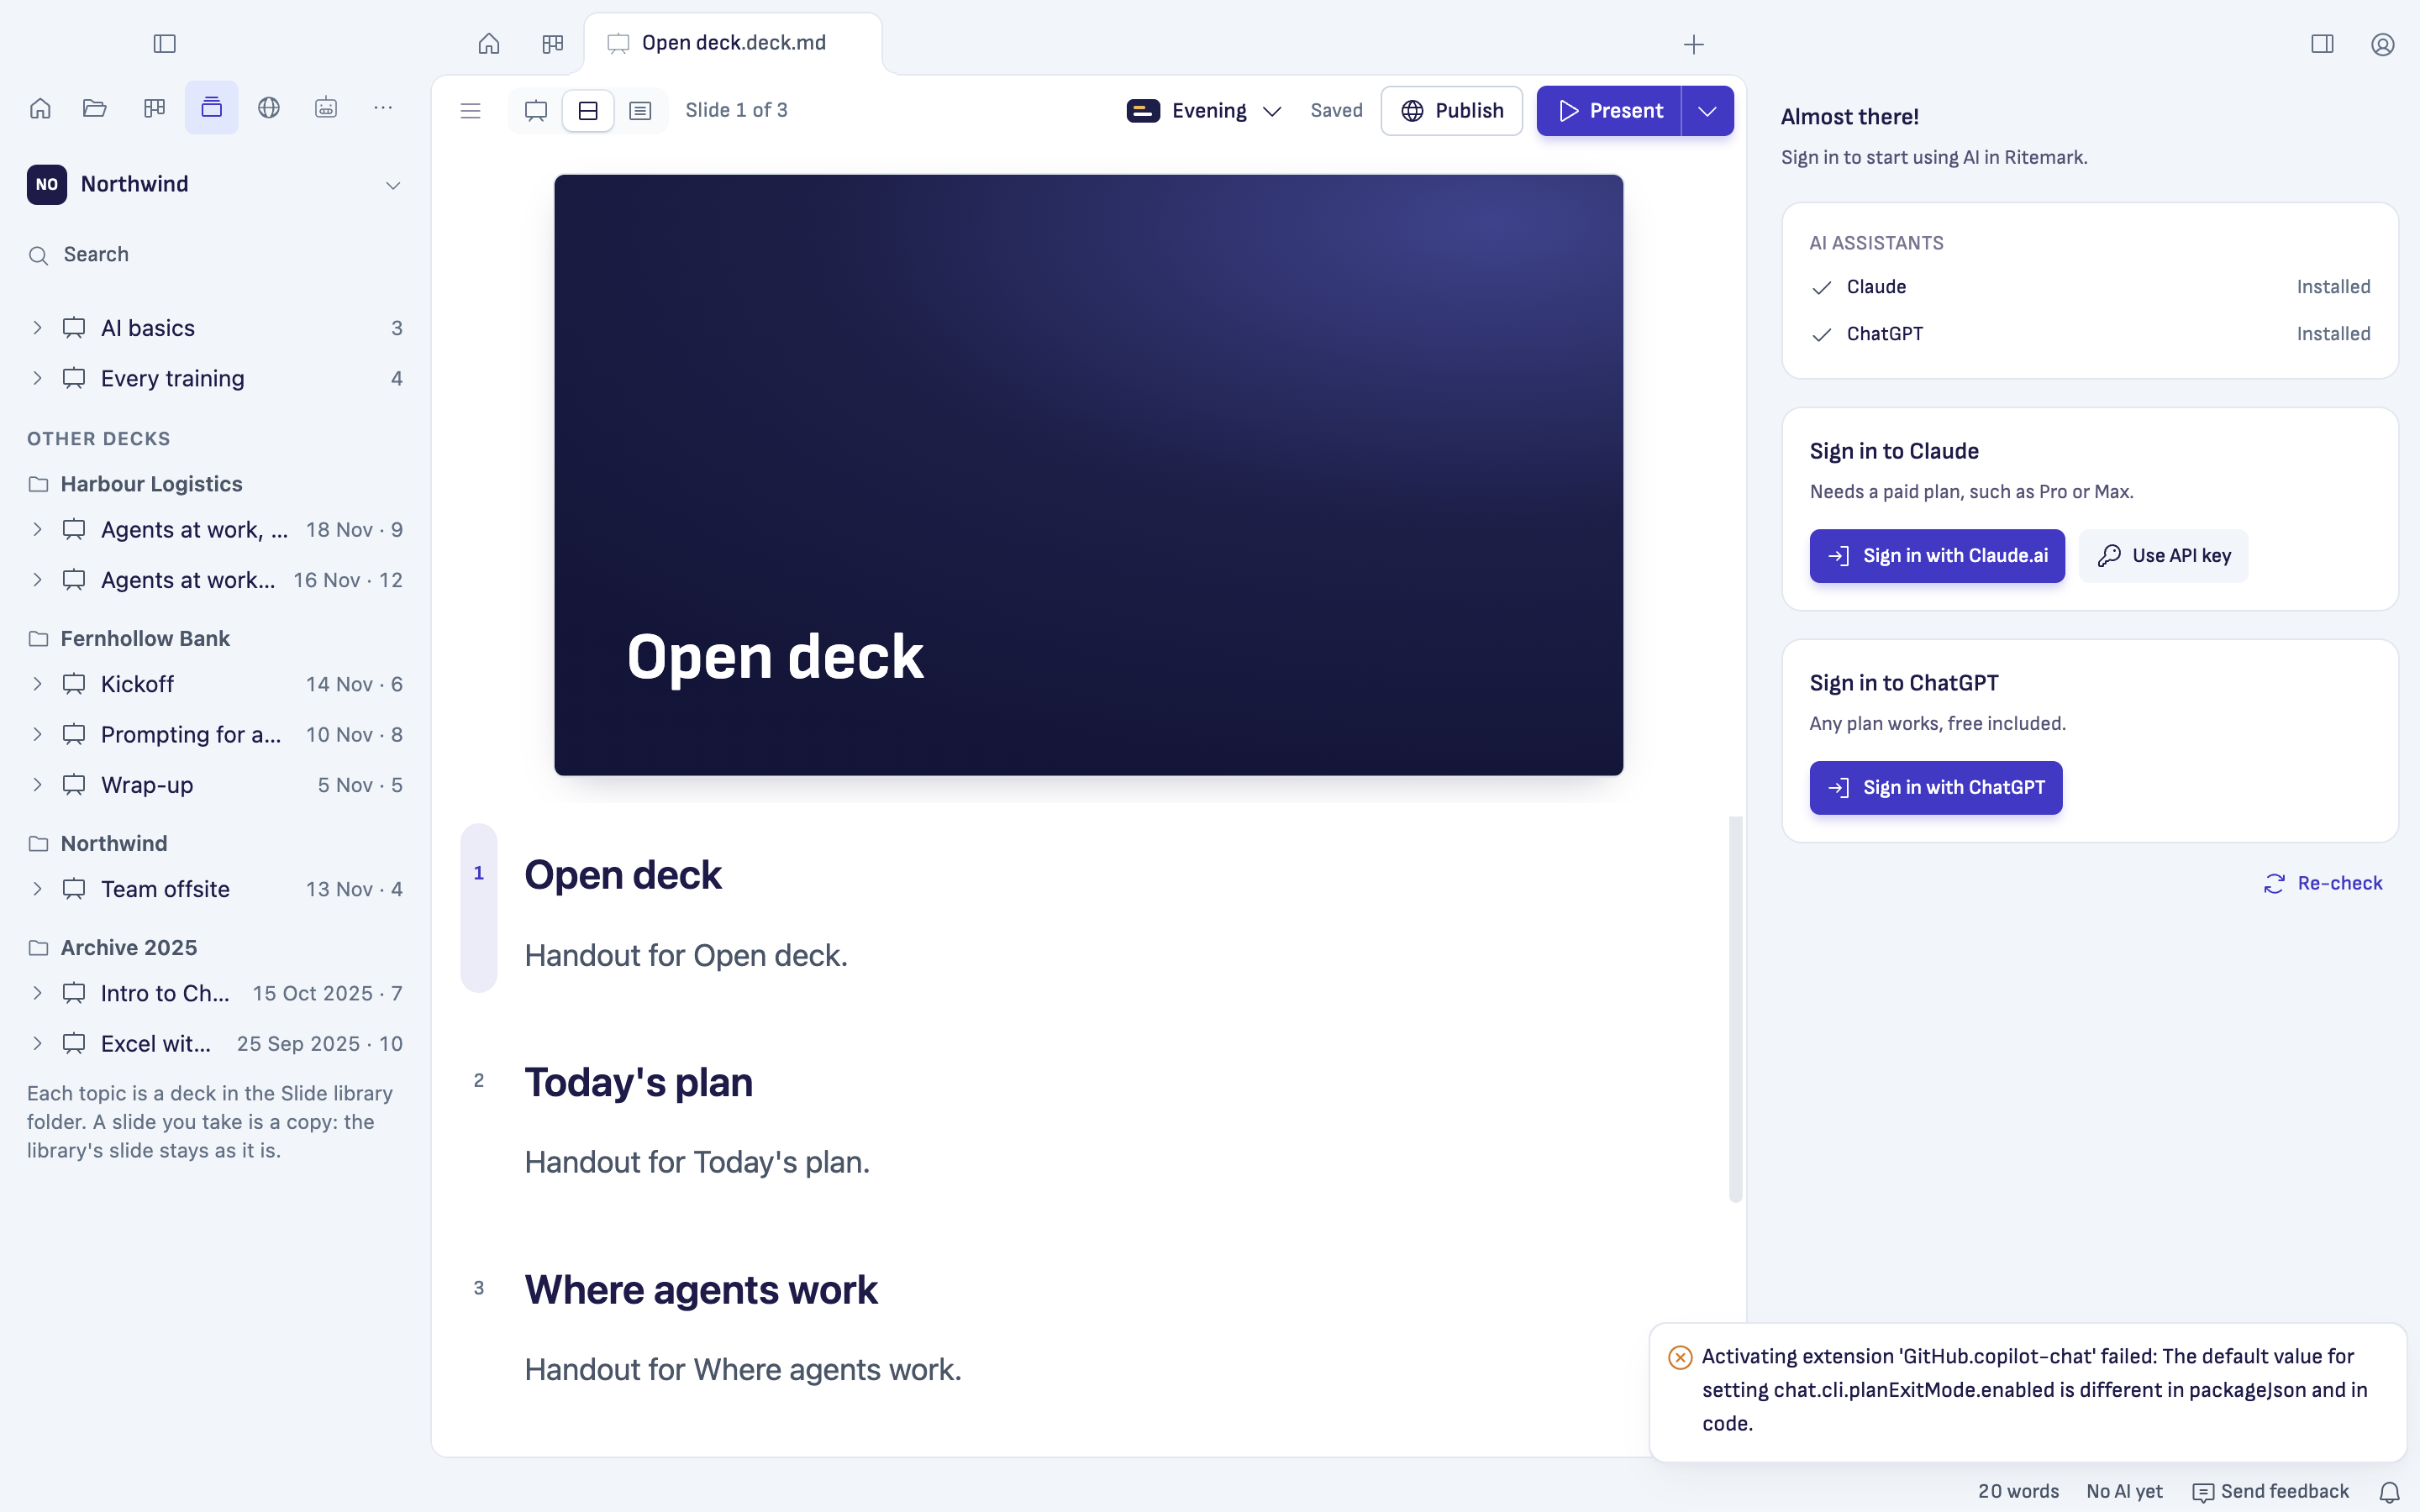 Open deck.deck.md
NO Northwind
Search
AI basics 3
Every training 4
OTHER DECKS
Harbour Logistics
Agents at work, ... 18 Nov · 9
Agents at work... 16 Nov · 12
Fernhollow Bank
Kickoff 14 Nov · 6
Prompting for a... 10 Nov · 8
Wrap-up 5 Nov · 5
Northwind
Team offsite 13 Nov · 4
Archive 2025
Intro to Ch... 15 Oct 2025 · 7
Excel wit... 25 Sep 2025 · 10
Each topic is a deck in the Slide library
folder. A slide you take is a copy: the
library's slide stays as it is.
Slide 1 of 3 Evening Saved Publish Present
Open deck
1 Open deck
Handout for Open deck.
2 Today's plan
Handout for Today's plan.
3 Where agents work
Handout for Where agents work.
Almost there!
Sign in to start using AI in Ritemark.
AI ASSISTANTS
Claude Installed
ChatGPT Installed
Sign in to Claude
Needs a paid plan, such as Pro or Max.
Sign in with Claude.ai Use API key
Sign in to ChatGPT
Any plan works, free included.
Sign in with ChatGPT
Re-check
Activating extension 'GitHub.copilot-chat' failed: The default value for
setting chat.cli.planExitMode.enabled is different in packageJson and in
code.
20 words No AI yet Send feedback